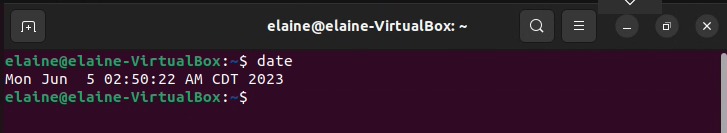 elaine@elaine-VirtualBox: ~
elaine@elaine-VirtualBox:~$ date
Mon Jun  5 02:50:22 AM CDT 2023
elaine@elaine-VirtualBox:~$